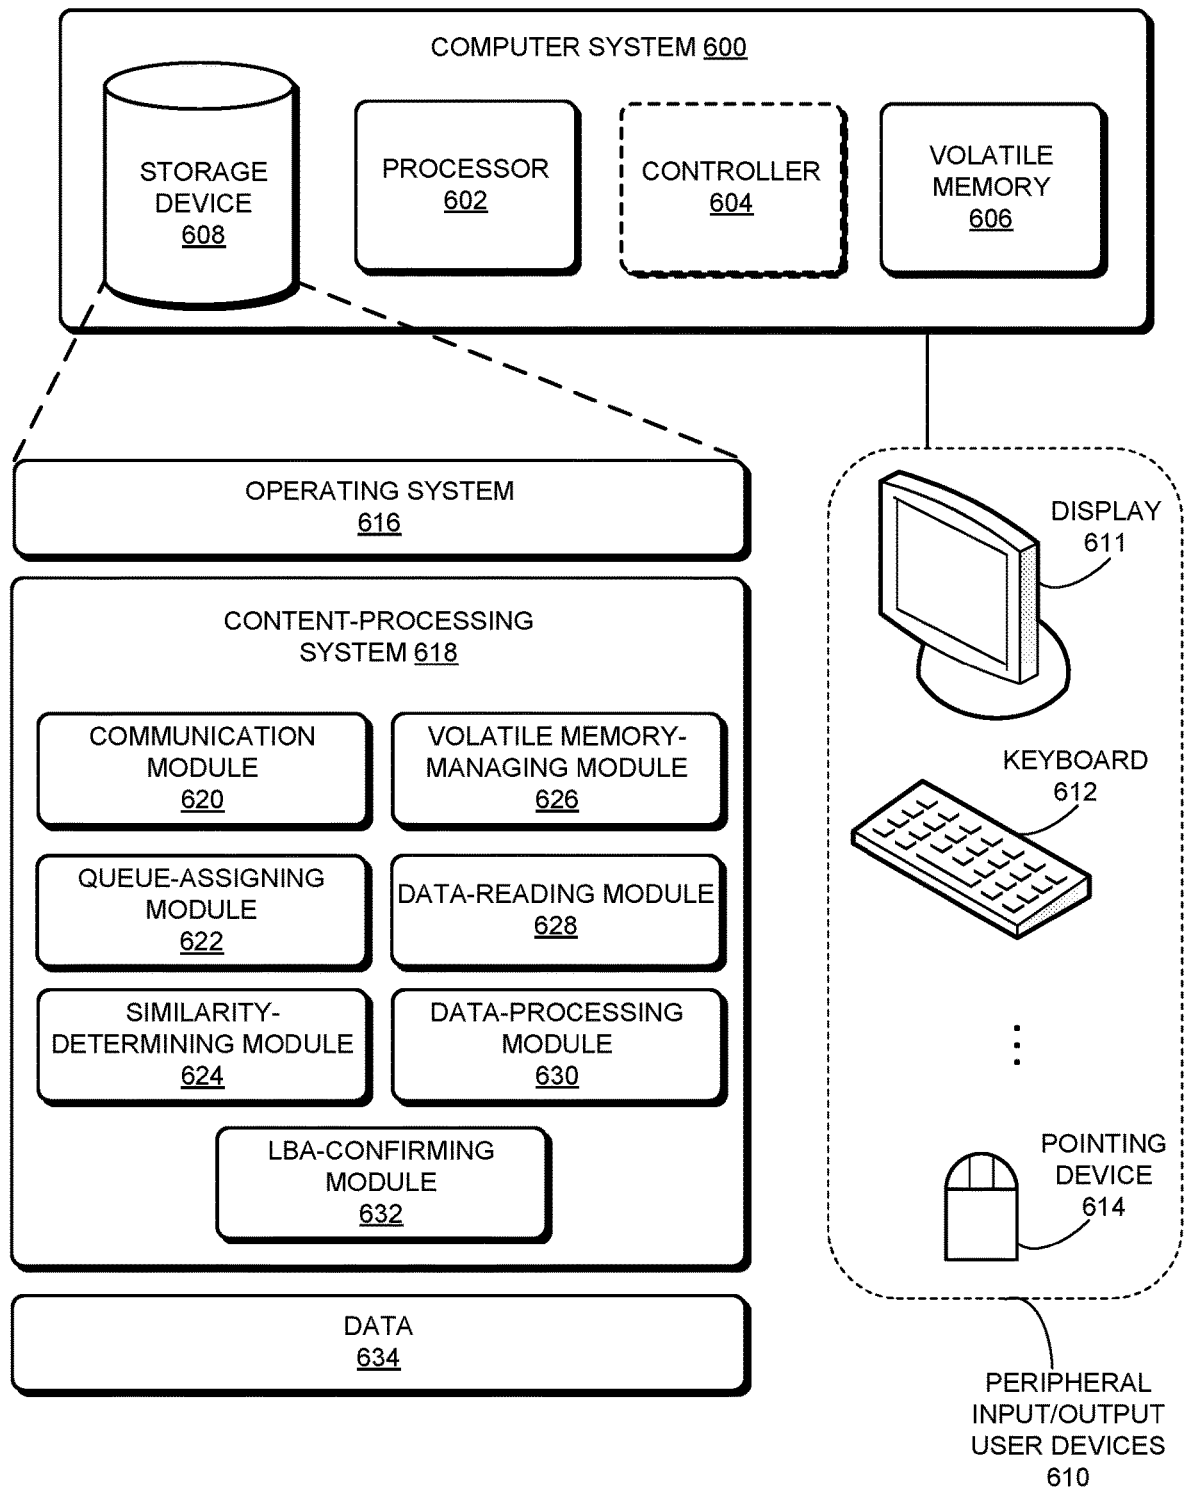 COMPUTER SYSTEM 600
STORAGE
DEVICE
608
PROCESSOR
602
CONTROLLER
604
VOLATILE
MEMORY
606
OPERATING SYSTEM
616
CONTENT-PROCESSING
SYSTEM 618
COMMUNICATION
MODULE
620
VOLATILE MEMORY-
MANAGING MODULE
626
QUEUE-ASSIGNING
MODULE
622
DATA-READING MODULE
628
SIMILARITY-
DETERMINING MODULE
624
DATA-PROCESSING
MODULE
630
LBA-CONFIRMING
MODULE
632
DATA
634
DISPLAY
611
KEYBOARD
612
POINTING
DEVICE
614
PERIPHERAL
INPUT/OUTPUT
USER DEVICES
610